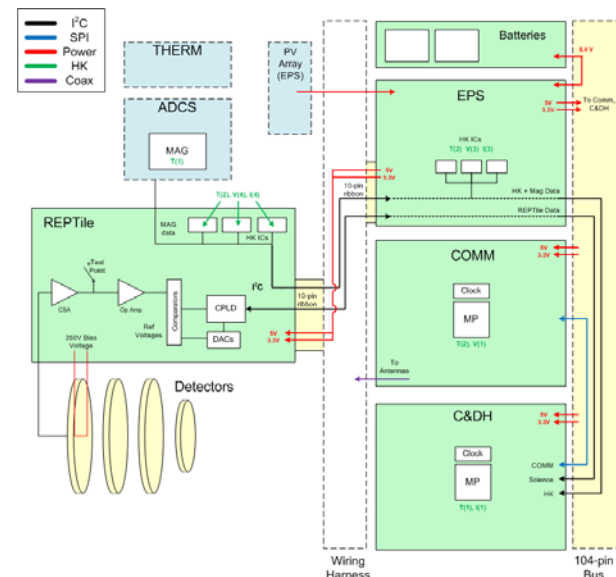 I²C
SPI
Power
HK
Coax
THERM
ADCS
MAG
T(1)
PV
Array
(EPS)
Batteries
8.4 V
EPS
5V
3.3V
To Comm,
C&DH
HK ICs
T(2) V(3) I(3)
5V
3.3V
10-pin
ribbon
HK + Mag Data
REPTile Data
REPTile
T(2), V(4), I(4)
MAG
data
HK ICs
I²C
Test
Point
CSA
Op Amp
Comparators
CPLD
DACs
Ref
Voltages
10-pin
ribbon
5V
3.3V
350V Bias
Voltage
Detectors
COMM
5V
3.3V
Clock
MP
T(2), V(1)
To
Antennas
C&DH
5V
3.3V
Clock
MP
T(1), I(1)
COMM
Science
HK
Wiring
Harness
104-pin
Bus